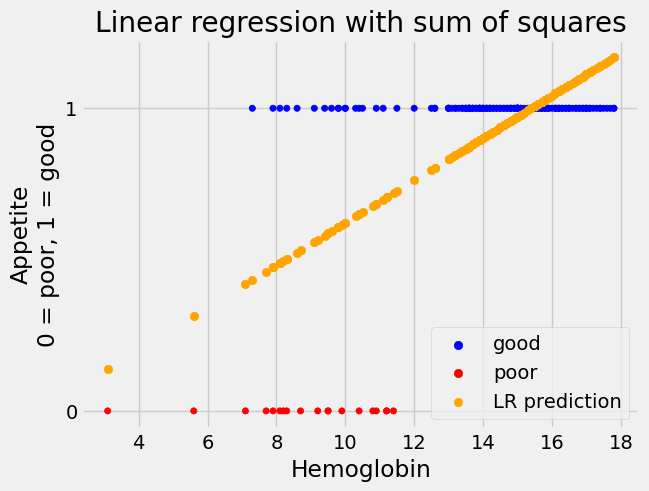 Linear regression with sum of squares
Appetite
0 = poor, 1 = good
1
0
good
poor
LR prediction
4 6 8 10 12 14 16 18
Hemoglobin